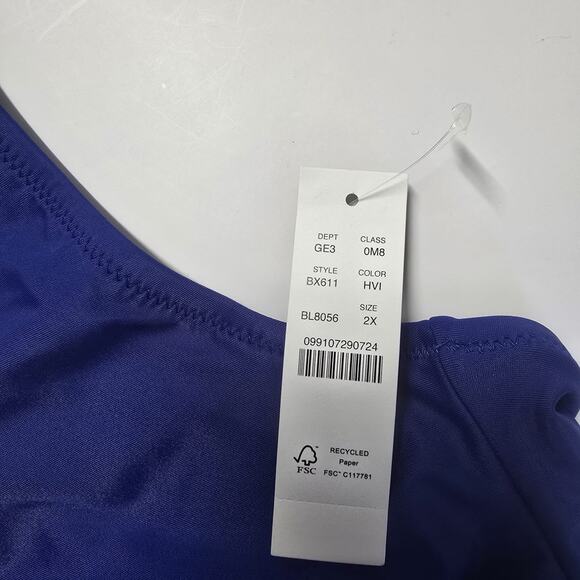 DEPT CLASS
GE3 0M8
STYLE COLOR
BX611 HVI
SIZE
BL8056 2X
099107290724
RECYCLED
Paper
FSC FSC™ C117781